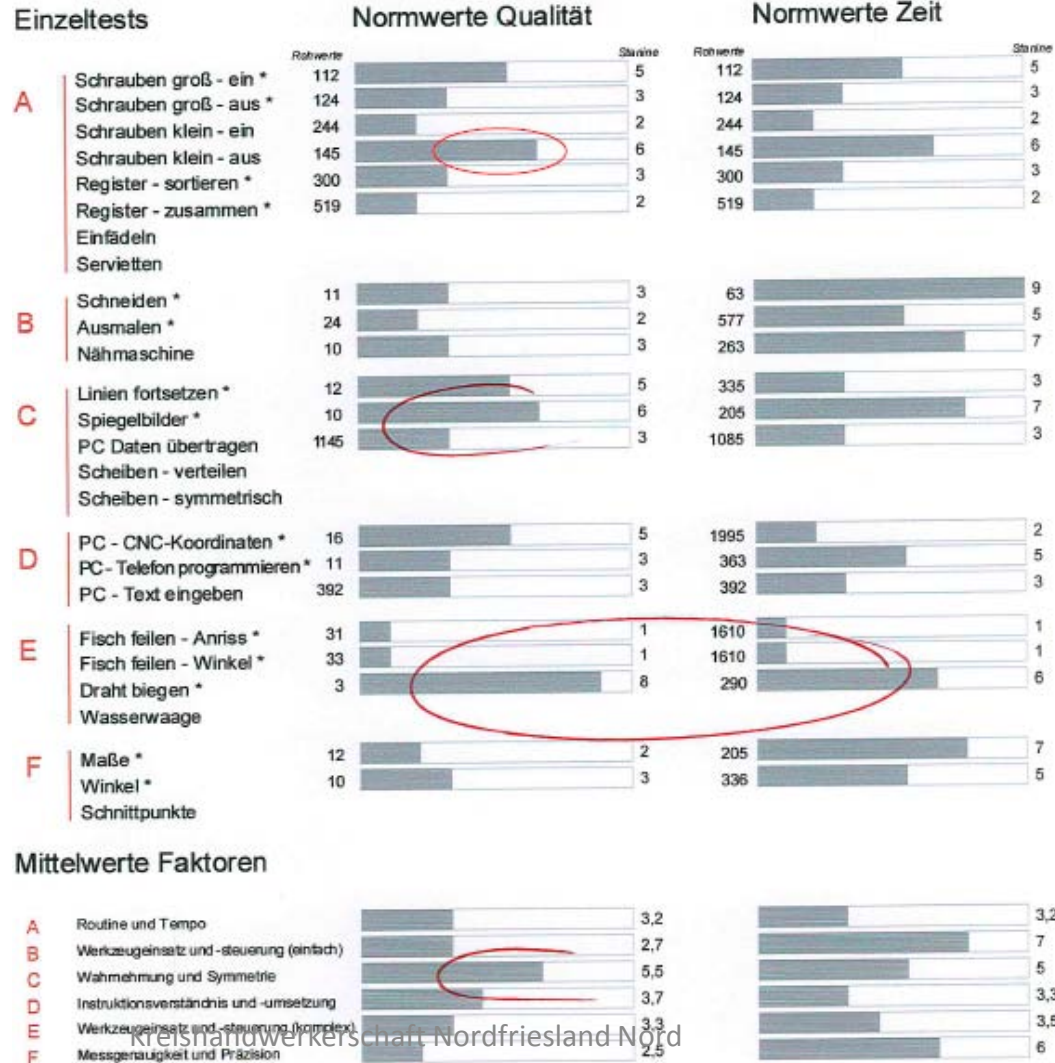 Einzeltests Normwerte Qualität Normwerte Zeit
Rohwerte Stanine Rohwerte Stanine
A
Schrauben groß - ein * 112 5 112 5
Schrauben groß - aus * 124 3 124 3
Schrauben klein - ein 244 2 244 2
Schrauben klein - aus 145 6 145 6
Register - sortieren * 300 3 300 3
Register - zusammen * 519 2 519 2
Einfädeln
Servietten
B
Schneiden * 11 3 63 9
Ausmalen * 24 2 577 5
Nähmaschine 10 3 263 7
C
Linien fortsetzen * 12 5 335 3
Spiegelbilder * 10 6 205 7
PC Daten übertragen 1145 3 1085 3
Scheiben - verteilen
Scheiben - symmetrisch
D
PC - CNC-Koordinaten * 16 5 1995 2
PC - Telefon programmieren * 11 3 363 5
PC - Text eingeben 392 3 392 3
E
Fisch feilen - Anriss * 31 1 1610 1
Fisch feilen - Winkel * 33 1 1610 1
Draht biegen * 3 8 290 6
Wasserwaage
F
Maße * 12 2 205 7
Winkel * 10 3 336 5
Schnittpunkte
Mittelwerte Faktoren
A Routine und Tempo 3,2 3,2
B Werkzeugeinsatz und -steuerung (einfach) 2,7 7
C Wahrnehmung und Symmetrie 5,5 5
D Instruktionsverständnis und -umsetzung 3,7 3,3
E Werkzeugeinsatz und -steuerung (komplex) 3,3 3,5
Kreishandwerkerschaft Nordfriesland Nord
F Messgenauigkeit und Präzision 2,5 6